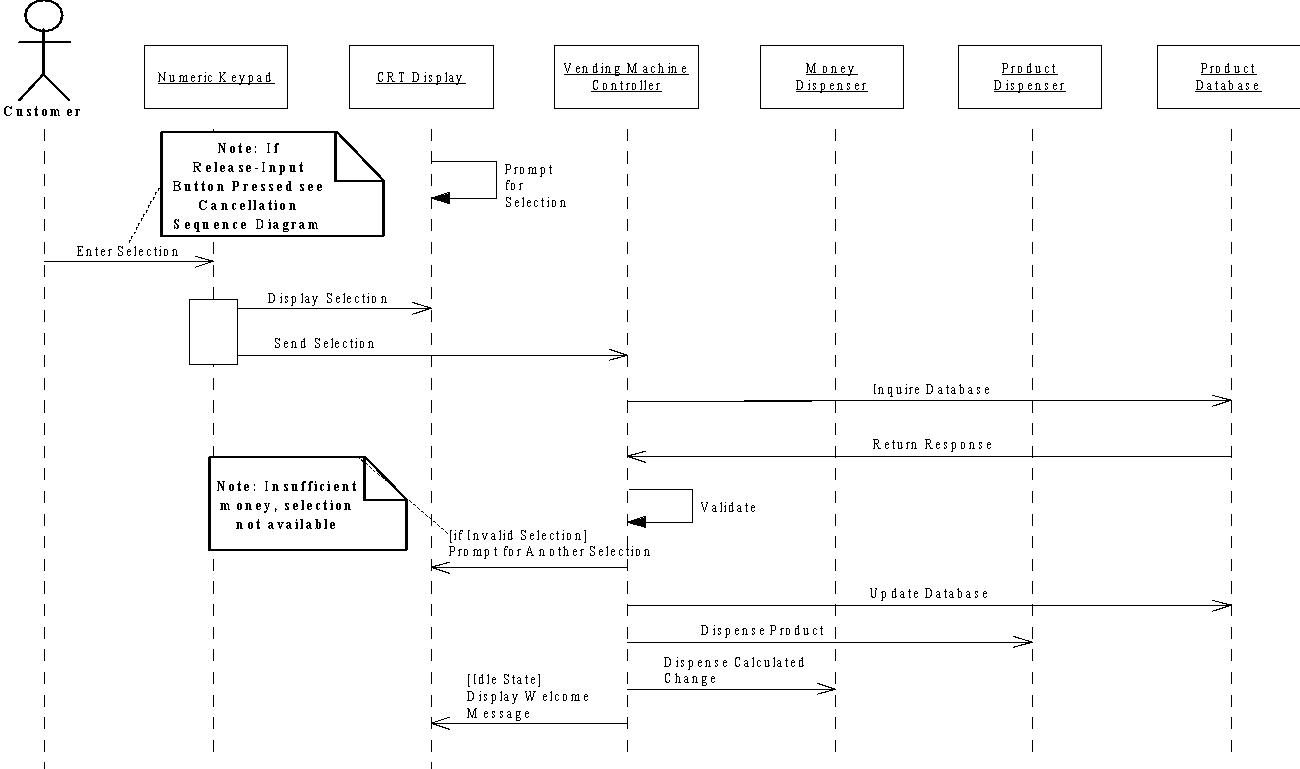 Customer
Numeric Keypad
CRT Display
Vending Machine
Controller
Money
Dispenser
Product
Dispenser
Product
Database
Note: If
Release-Input
Button Pressed see
Cancellation
Sequence Diagram
Prompt
for
Selection
Enter Selection
Display Selection
Send Selection
Inquire Database
Return Response
Note: Insufficient
money, selection
not available
Validate
[if Invalid Selection]
Prompt for Another Selection
Update Database
Dispense Product
Dispense Calculated
Change
[Idle State]
Display Welcome
Message